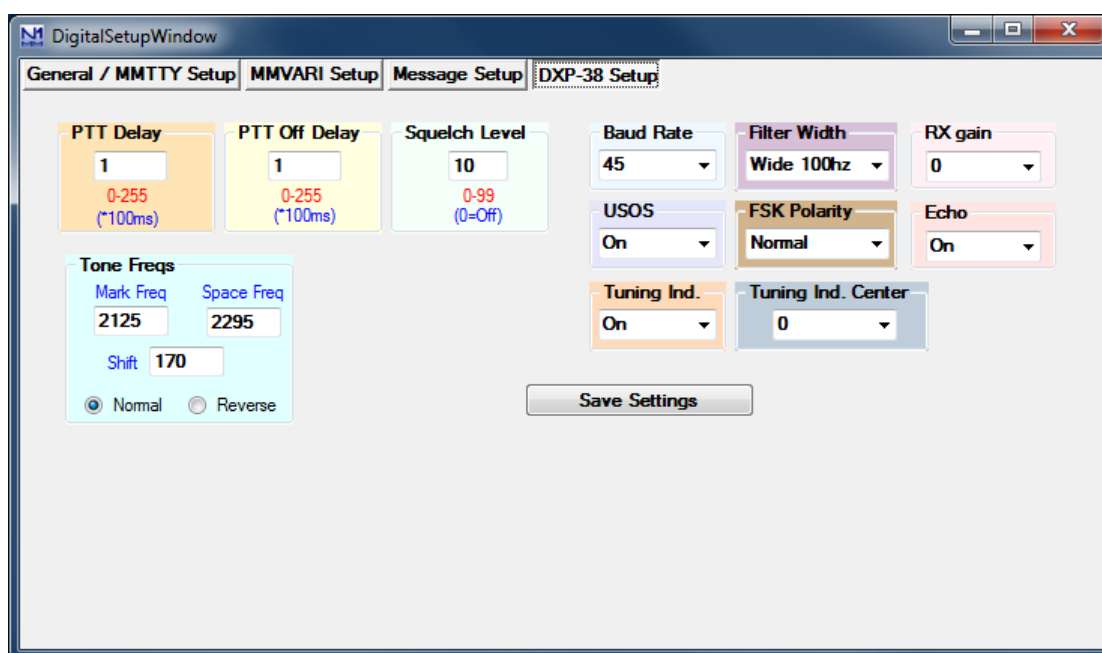 N1
MM
DigitalSetupWindow
General / MMTTY Setup
MMVARI Setup
Message Setup
DXP-38 Setup
PTT Delay
1
0-255
(*100ms)
PTT Off Delay
1
0-255
(*100ms)
Squelch Level
10
0-99
(0=Off)
Baud Rate
45
Filter Width
Wide 100hz
RX gain
0
USOS
On
FSK Polarity
Normal
Echo
On
Tone Freqs
Mark Freq
Space Freq
2125
2295
Shift 170
Normal
Reverse
Tuning Ind.
On
Tuning Ind. Center
0
Save Settings